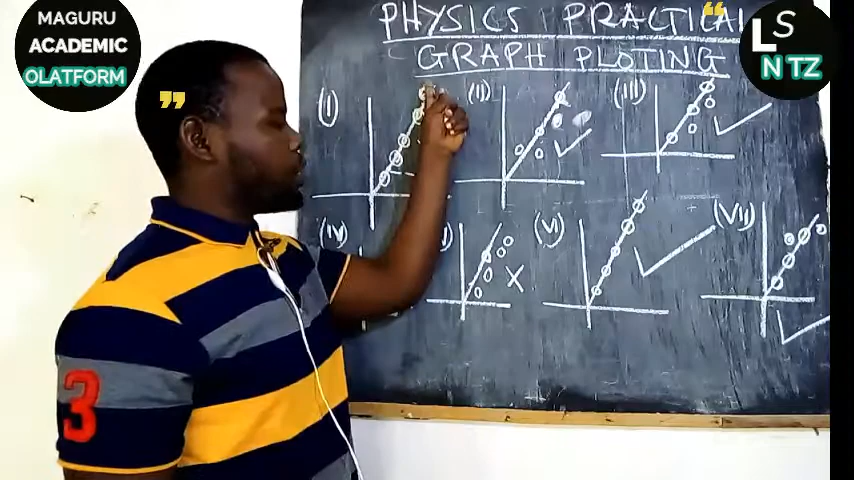 MAGURU
ACADEMIC
OLATFORM
"
"
LS
N TZ
PHYSICS PRACTICAL
GRAPH PLOTING
(i)
(ii)
(iii)
(iv)
(vi)
(vii)
3